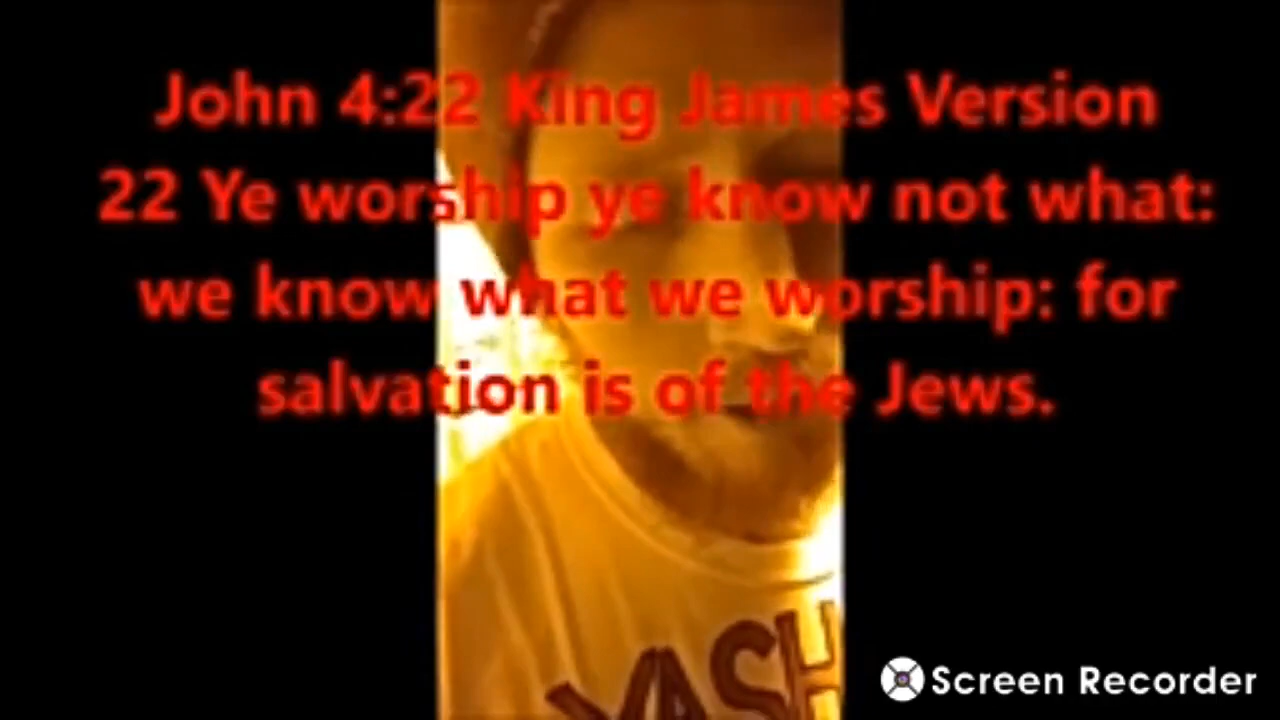 John 4:22 King James Version
22 Ye worship ye know not what:
we know what we worship: for
salvation is of the Jews.
YASH
Screen Recorder